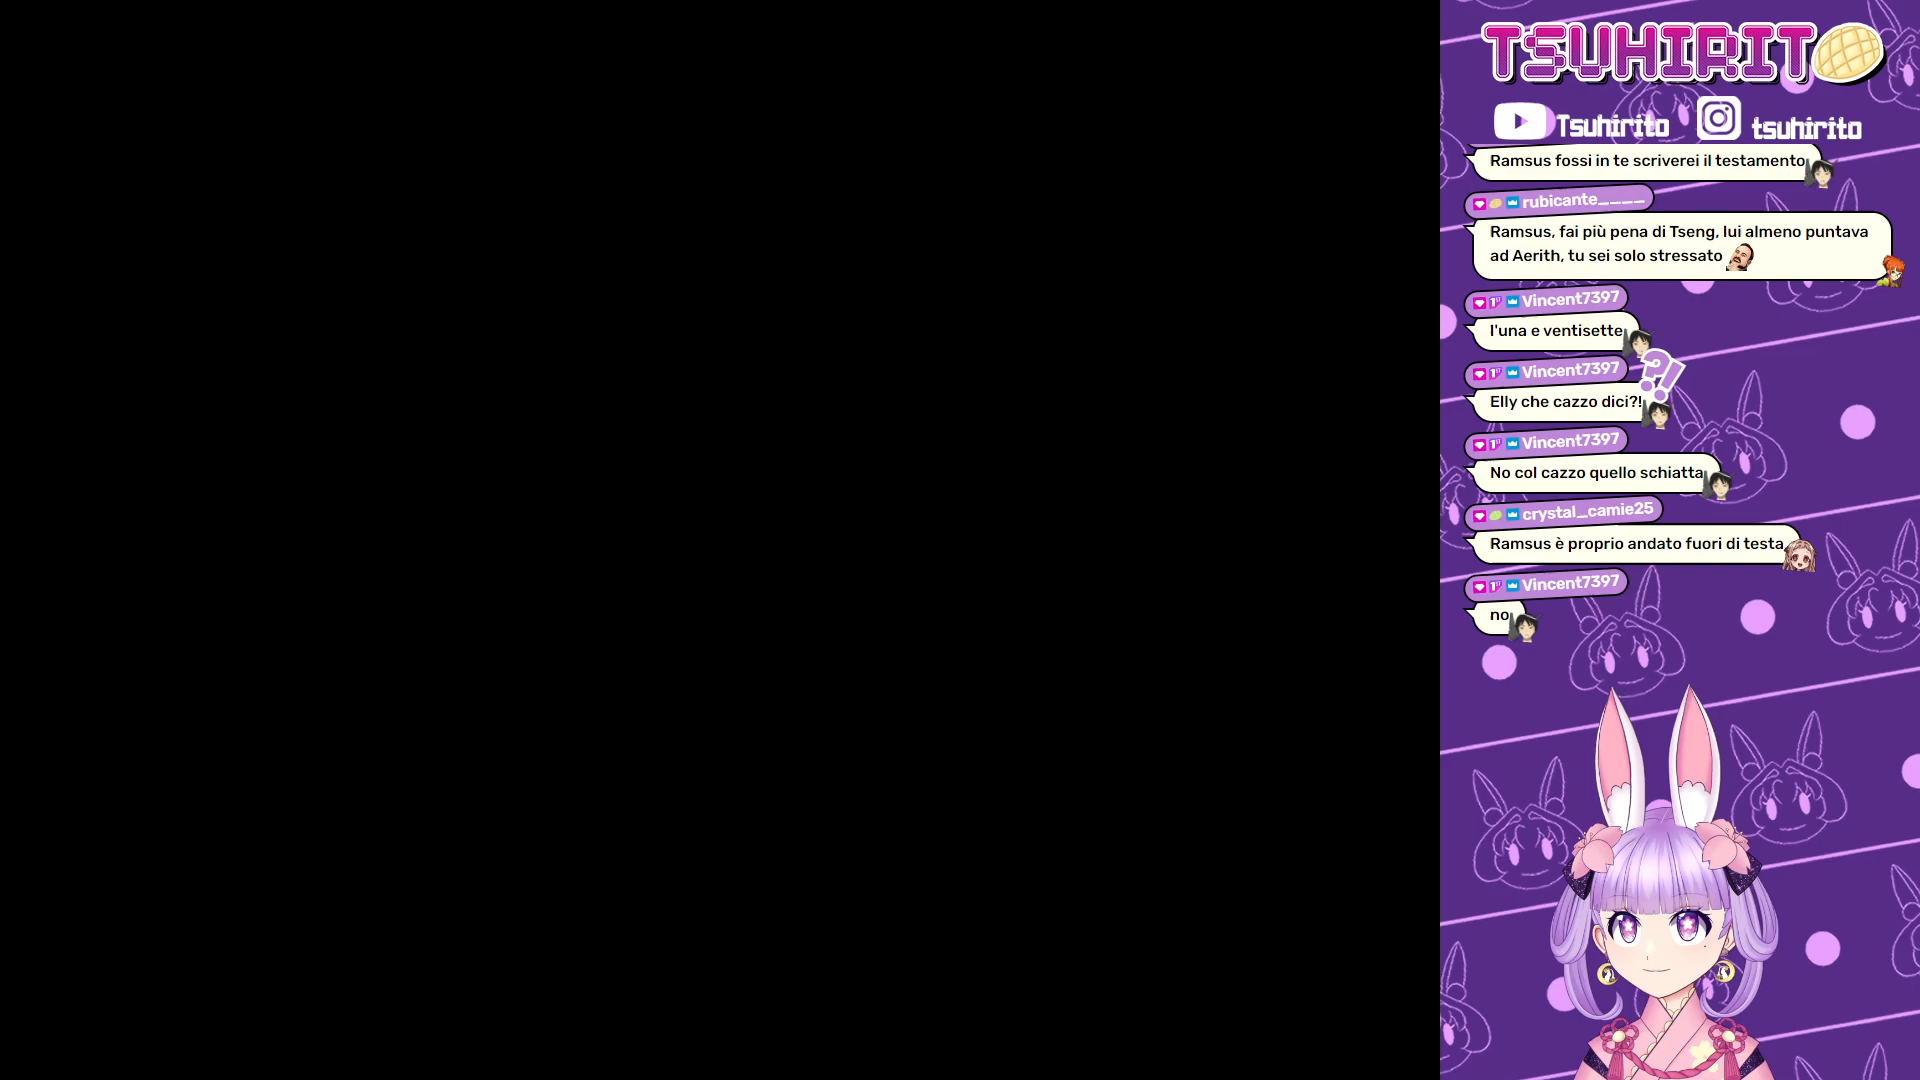 TSUHIRIT
Tsuhirito tsuhirito
Ramsus fossi in te scriverei il testamento
rubicante____
Ramsus, fai più pena di Tseng, lui almeno puntava
ad Aerith, tu sei solo stressato
Vincent7397
l'una e ventisette
Vincent7397
Elly che cazzo dici?!
Vincent7397
No col cazzo quello schiatta
crystal_camie25
Ramsus è proprio andato fuori di testa
Vincent7397
no